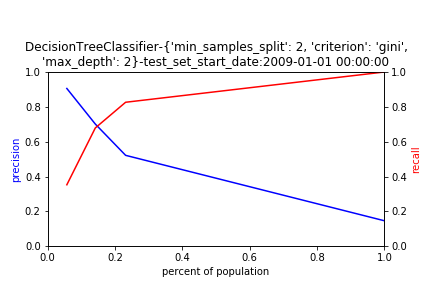 DecisionTreeClassifier-{'min_samples_split': 2, 'criterion': 'gini',
'max_depth': 2}-test_set_start_date:2009-01-01 00:00:00
1.0
0.8
0.6
0.4
0.2
0.0
precision
1.0
0.8
0.6
0.4
0.2
0.0
recall
0.0 0.2 0.4 0.6 0.8 1.0
percent of population